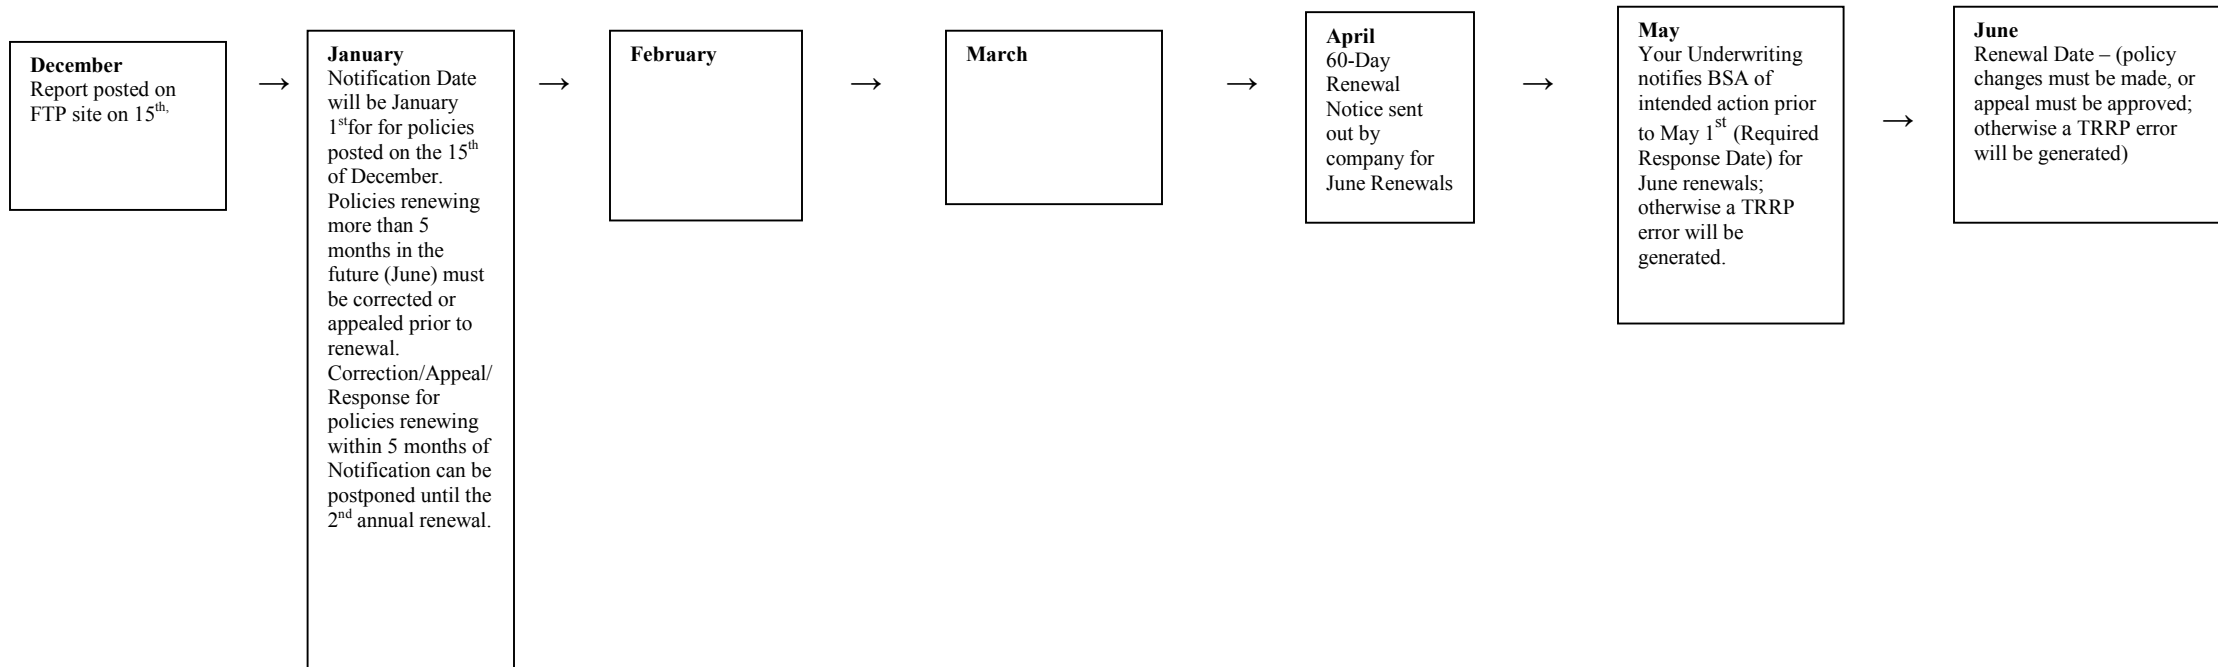 December
Report posted on
FTP site on 15th,
→
January
Notification Date
will be January
1stfor for policies
posted on the 15th
of December.
Policies renewing
more than 5
months in the
future (June) must
be corrected or
appealed prior to
renewal.
Correction/Appeal/
Response for
policies renewing
within 5 months of
Notification can be
postponed until the
2nd annual renewal.
→
February
→
March
→
April
60-Day
Renewal
Notice sent
out by
company for
June Renewals
→
May
Your Underwriting
notifies BSA of
intended action prior
to May 1st (Required
Response Date) for
June renewals;
otherwise a TRRP
error will be
generated.
→
June
Renewal Date – (policy
changes must be made, or
appeal must be approved;
otherwise a TRRP error
will be generated)